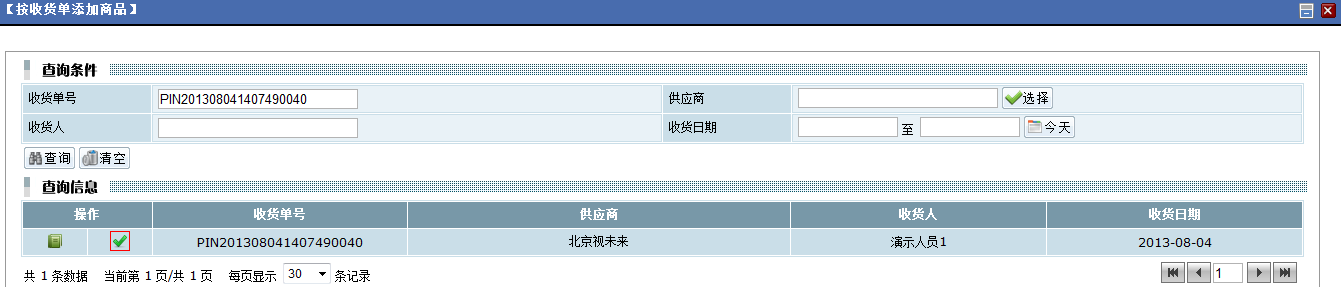 【按收货单添加商品】
查询条件
收货单号 PIN201308041407490040 供应商 选择
收货人 收货日期 至 今天
查询 清空
查询信息
操作 收货单号 供应商 收货人 收货日期
PIN201308041407490040 北京视未来 演示人员1 2013-08-04
共 1 条数据 当前第 1 页/共 1 页 每页显示 30 条记录 1